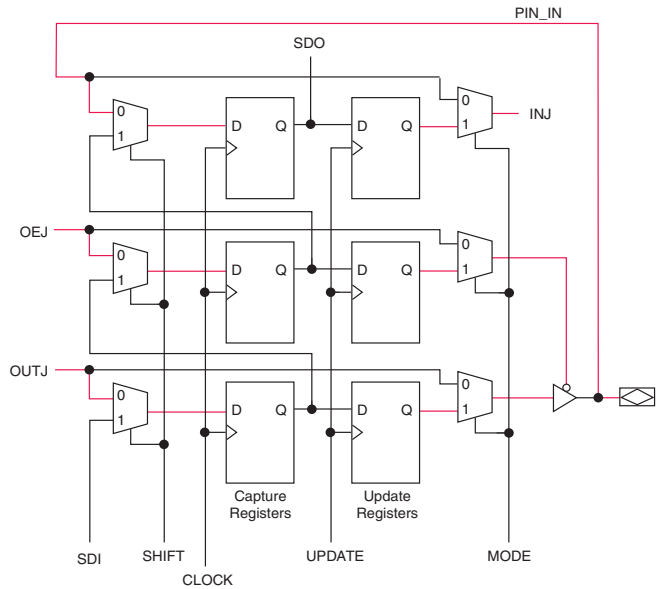 PIN_IN
SDO
0
1
D Q
D Q
0
1
INJ
OEJ
0
1
D Q
D Q
0
1
OUTJ
0
1
D Q
D Q
0
1
Capture
Registers
Update
Registers
SDI
SHIFT
CLOCK
UPDATE
MODE